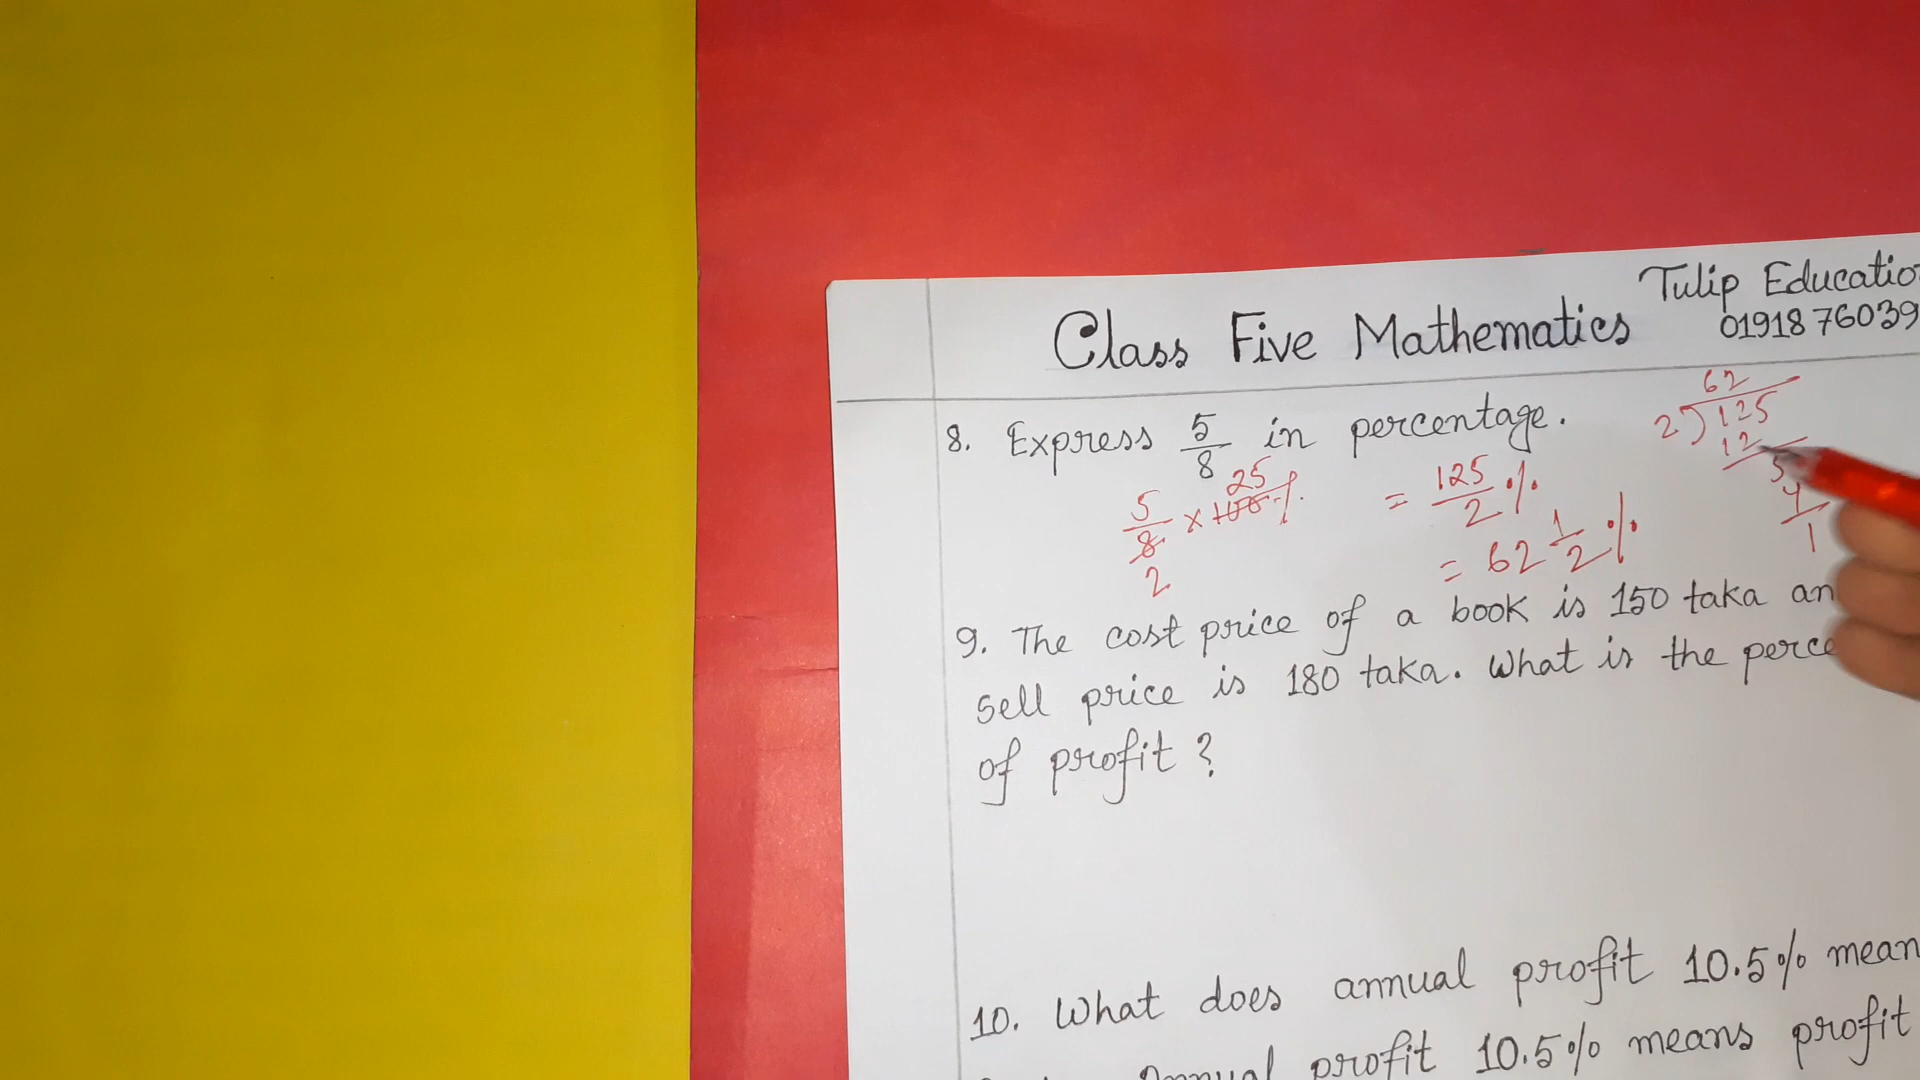 Tulip Educatio
01918 76039
Class Five Mathematics
8. Express 5/8 in percentage.
5/8 × 100 %
25
2
= 125/2 %
= 62 1/2 %
62
2) 125
12
5
4
1
9. The cost price of a book is 150 taka an
sell price is 180 taka. What is the perce
of profit ?
10. What does annual profit 10.5% mean
Annual profit 10.5% means profit